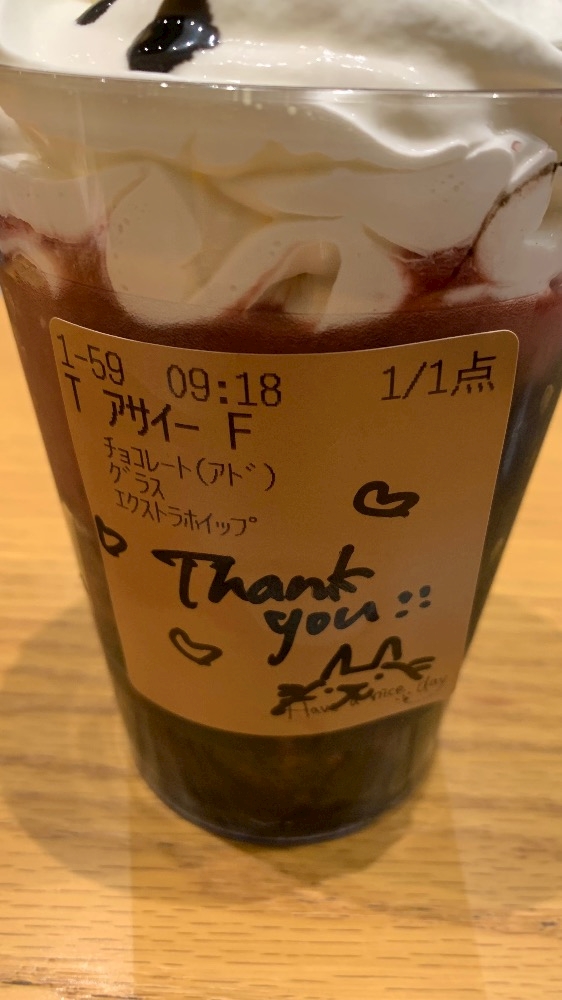 1-59 09:18 1/1点
T アサイー F
チョコレート(アド)
グラス
エクストラホイップ
Thank
you::
Have a nice day